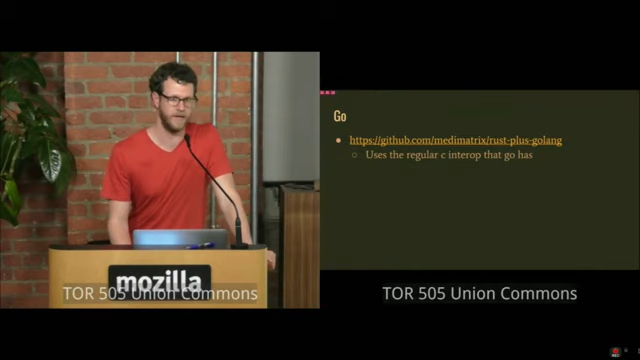 Go
https://github.com/medimatrix/rust-plus-golang
Uses the regular c interop that go has
mozilla
TOR 505 Union Commons
TOR 505 Union Commons